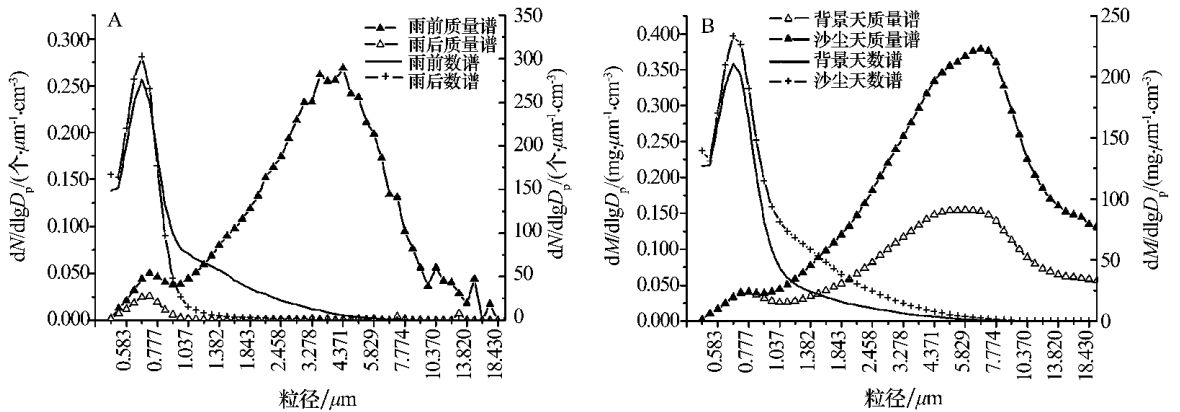 A
雨前质量谱
雨后质量谱
雨前数谱
雨后数谱
dN/dlgDp/(个·μm-1·cm-3)
0.300
0.250
0.200
0.150
0.100
0.050
0.000
350
300
250
200
150
100
50
0
dN/dlgDp/(个·μm-1·cm-3)
0.583 0.777 1.037 1.382 1.843 2.458 3.278 4.371 5.829 7.774 10.370 13.820 18.430
粒径/μm
B
背景天质量谱
沙尘天质量谱
背景天数谱
沙尘天数谱
dM/dlgDp/(mg·μm-1·cm-3)
0.400
0.350
0.300
0.250
0.200
0.150
0.100
0.050
0.000
250
200
150
100
50
0
dM/dlgDp/(mg·μm-1·cm-3)
0.583 0.777 1.037 1.382 1.843 2.458 3.278 4.371 5.829 7.774 10.370 13.820 18.430
粒径/μm